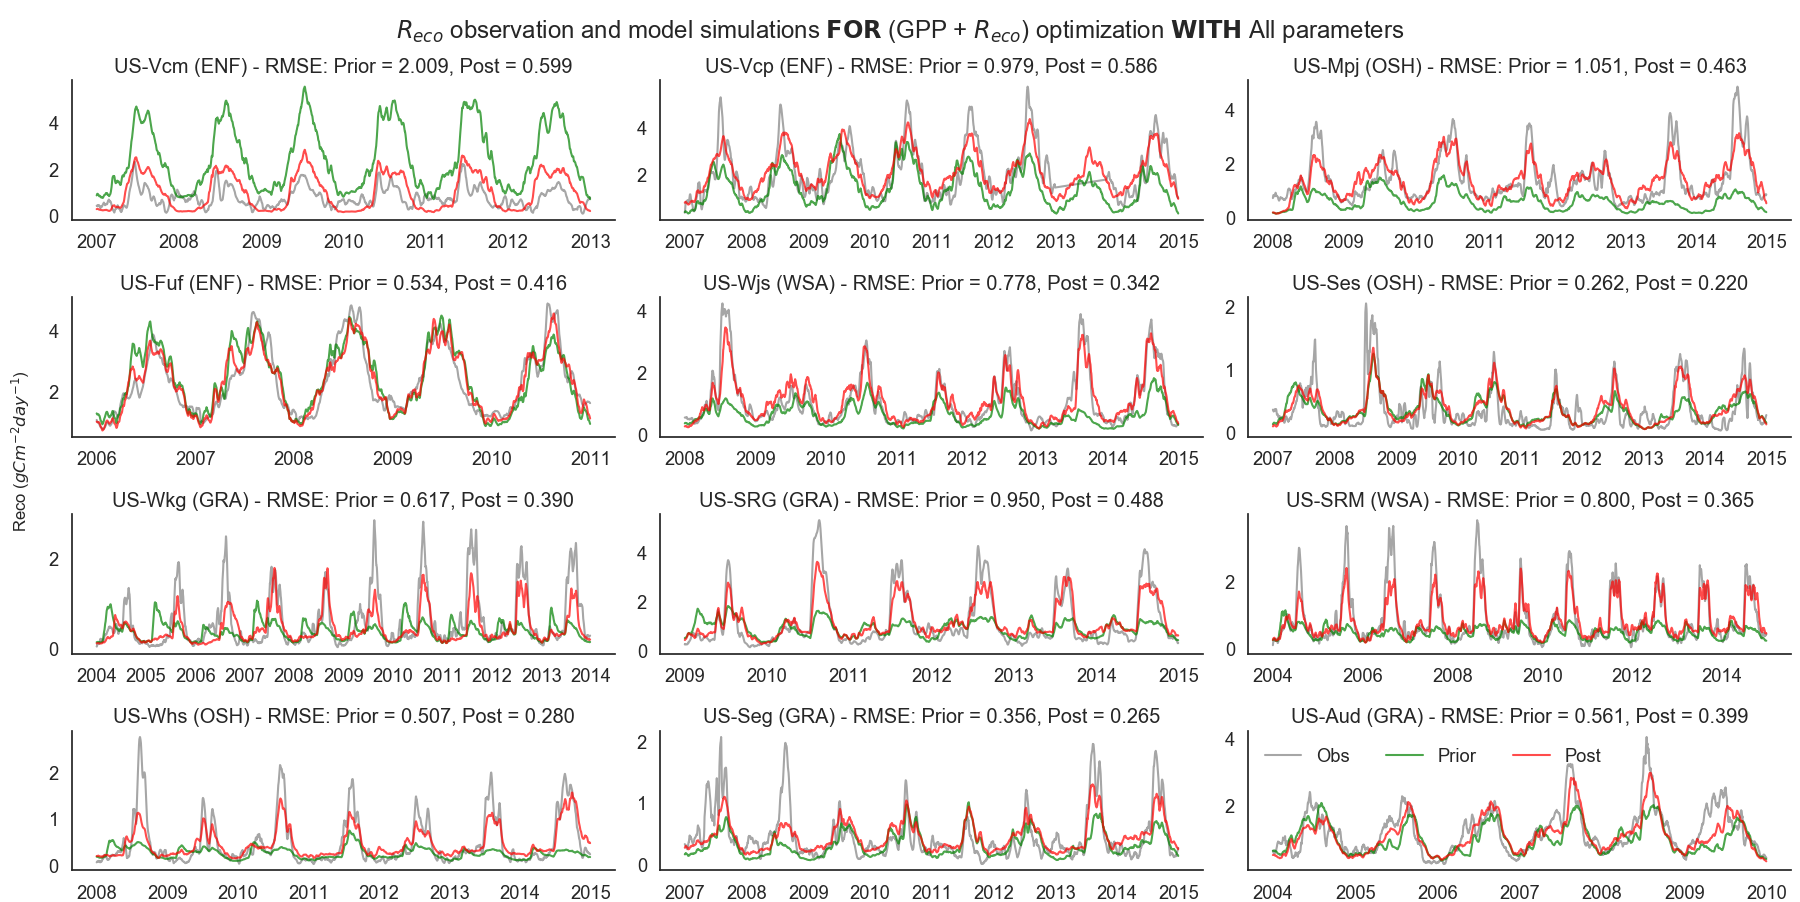 R_eco observation and model simulations FOR (GPP + R_eco) optimization WITH All parameters
US-Vcm (ENF) - RMSE: Prior = 2.009, Post = 0.599
4
2
0
2007 2008 2009 2010 2011 2012 2013
US-Vcp (ENF) - RMSE: Prior = 0.979, Post = 0.586
4
2
2007 2008 2009 2010 2011 2012 2013 2014 2015
US-Mpj (OSH) - RMSE: Prior = 1.051, Post = 0.463
4
2
0
2008 2009 2010 2011 2012 2013 2014 2015
US-Fuf (ENF) - RMSE: Prior = 0.534, Post = 0.416
4
2
2006 2007 2008 2009 2010 2011
US-Wjs (WSA) - RMSE: Prior = 0.778, Post = 0.342
4
2
0
2008 2009 2010 2011 2012 2013 2014 2015
US-Ses (OSH) - RMSE: Prior = 0.262, Post = 0.220
2
1
0
2007 2008 2009 2010 2011 2012 2013 2014 2015
Reco (gCm⁻²day⁻¹)
US-Wkg (GRA) - RMSE: Prior = 0.617, Post = 0.390
2
0
2004 2005 2006 2007 2008 2009 2010 2011 2012 2013 2014
US-SRG (GRA) - RMSE: Prior = 0.950, Post = 0.488
4
2
0
2009 2010 2011 2012 2013 2014 2015
US-SRM (WSA) - RMSE: Prior = 0.800, Post = 0.365
2
0
2004 2006 2008 2010 2012 2014
US-Whs (OSH) - RMSE: Prior = 0.507, Post = 0.280
2
1
0
2008 2009 2010 2011 2012 2013 2014 2015
US-Seg (GRA) - RMSE: Prior = 0.356, Post = 0.265
2
1
0
2007 2008 2009 2010 2011 2012 2013 2014 2015
US-Aud (GRA) - RMSE: Prior = 0.561, Post = 0.399
4
Obs Prior Post
2
2004 2005 2006 2007 2008 2009 2010